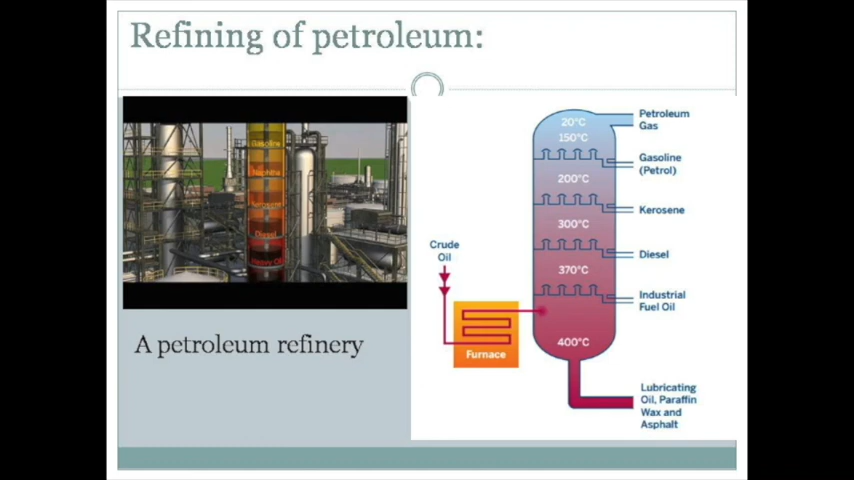 Refining of petroleum:
Gasoline
Naphtha
Kerosene
Diesel
Heavy Oil
A petroleum refinery
Crude
Oil
Furnace
20°C
150°C
200°C
300°C
370°C
400°C
Petroleum
Gas
Gasoline
(Petrol)
Kerosene
Diesel
Industrial
Fuel Oil
Lubricating
Oil, Paraffin
Wax and
Asphalt